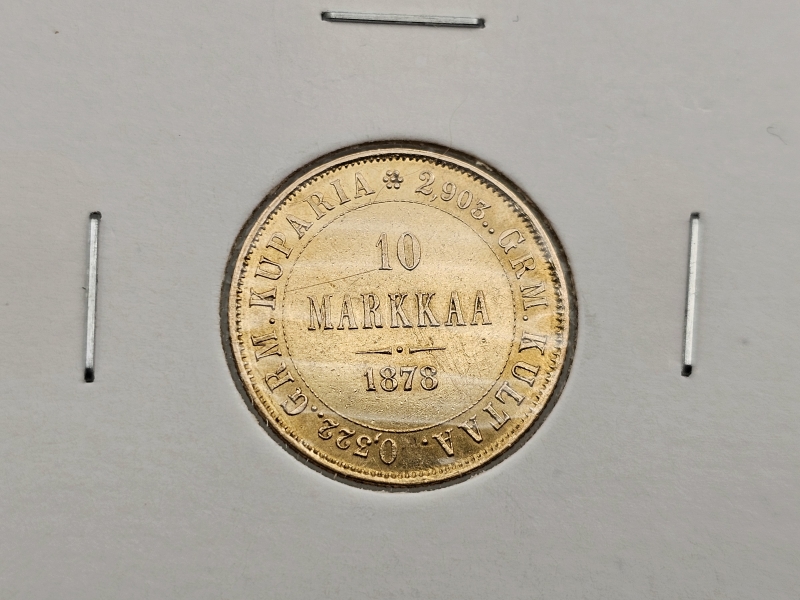 2,903.. GRM. KULTAA. 0,322.. GRM. KUPARIA
10
MARKKAA
1878